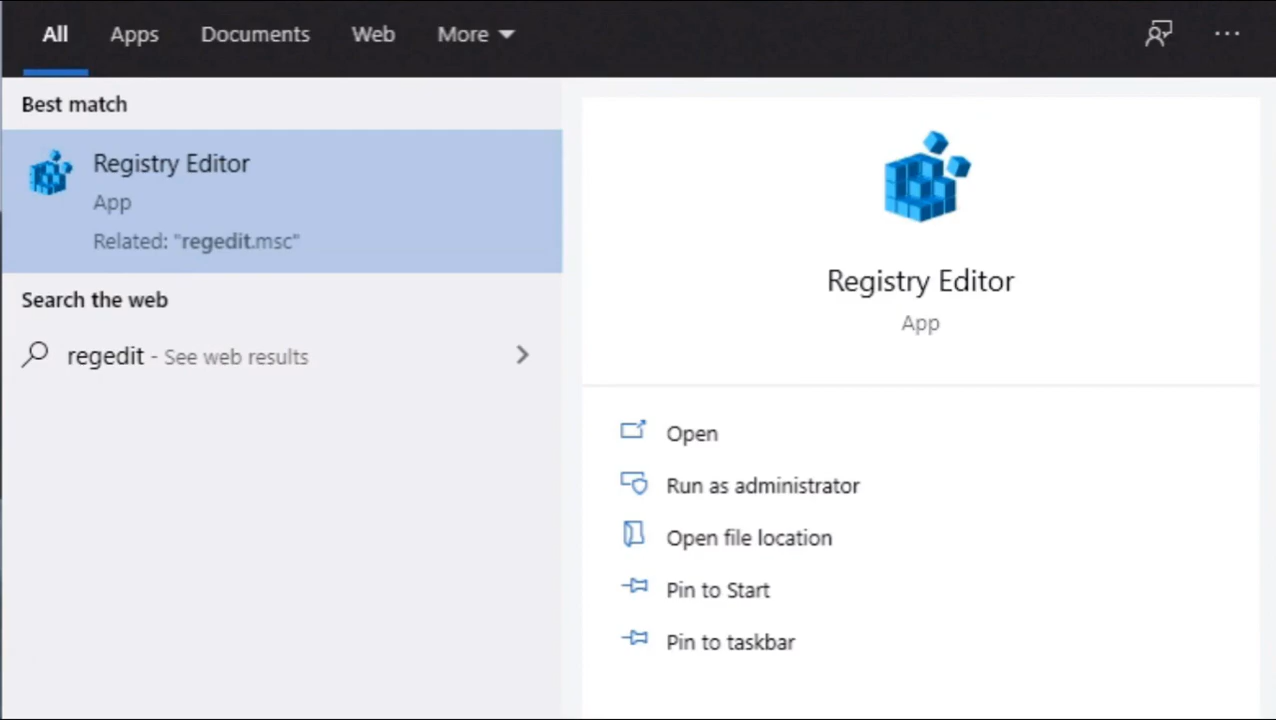 All Apps Documents Web More ...
Best match
Registry Editor
App
Related: "regedit.msc"
Search the web
regedit - See web results
Registry Editor
App
Open
Run as administrator
Open file location
Pin to Start
Pin to taskbar